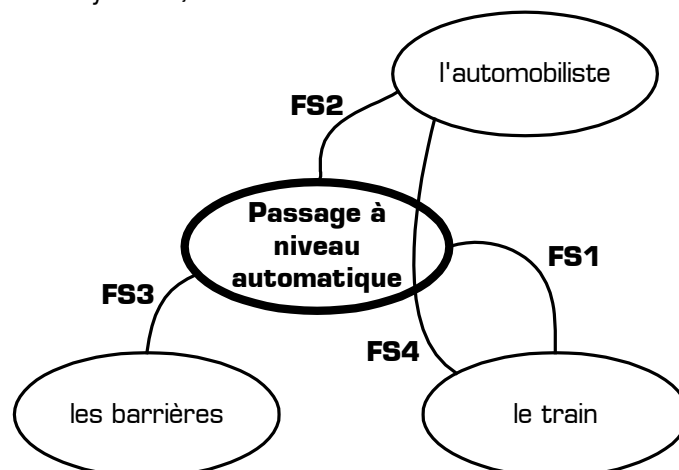 l'automobiliste
FS2
Passage à
niveau
automatique
FS1
FS3
FS4
les barrières
le train